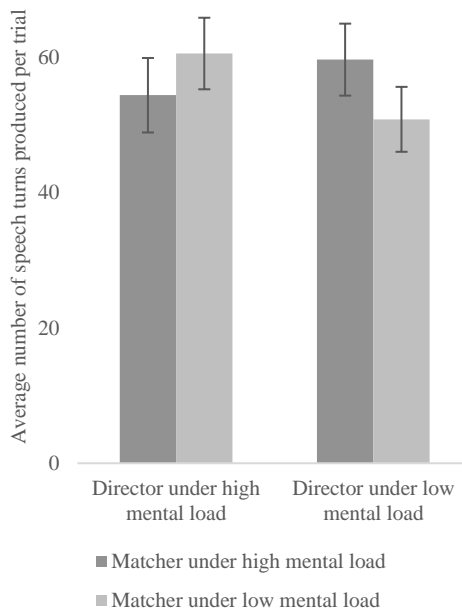 Average number of speech turns produced per trial
60
40
20
0
Director under high
mental load
Director under low
mental load
Matcher under high mental load
Matcher under low mental load